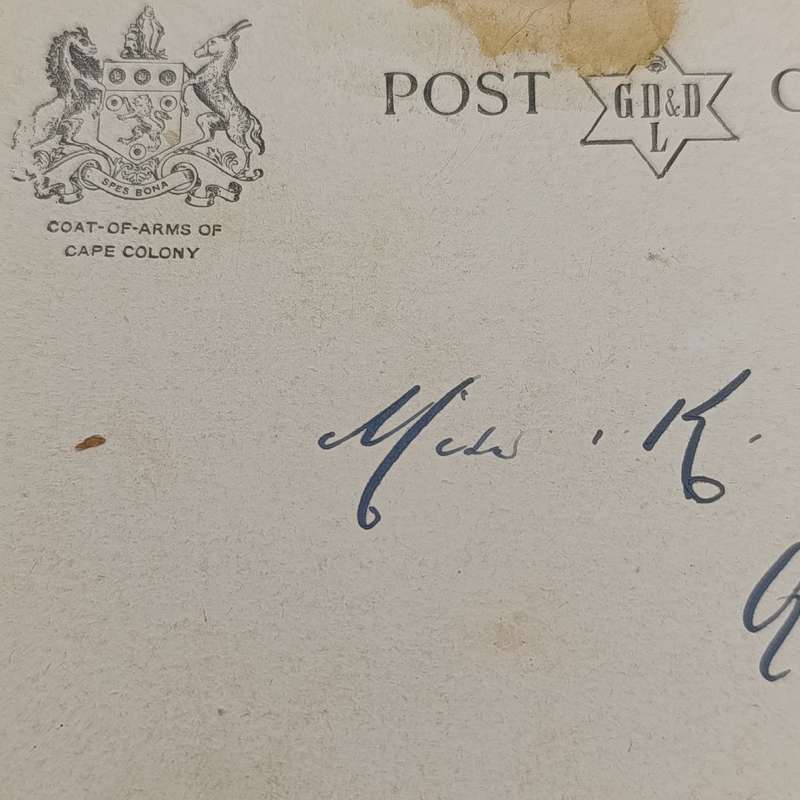 POST
GD&D
L
SPES BONA
COAT-OF-ARMS OF
CAPE COLONY
Miss K.